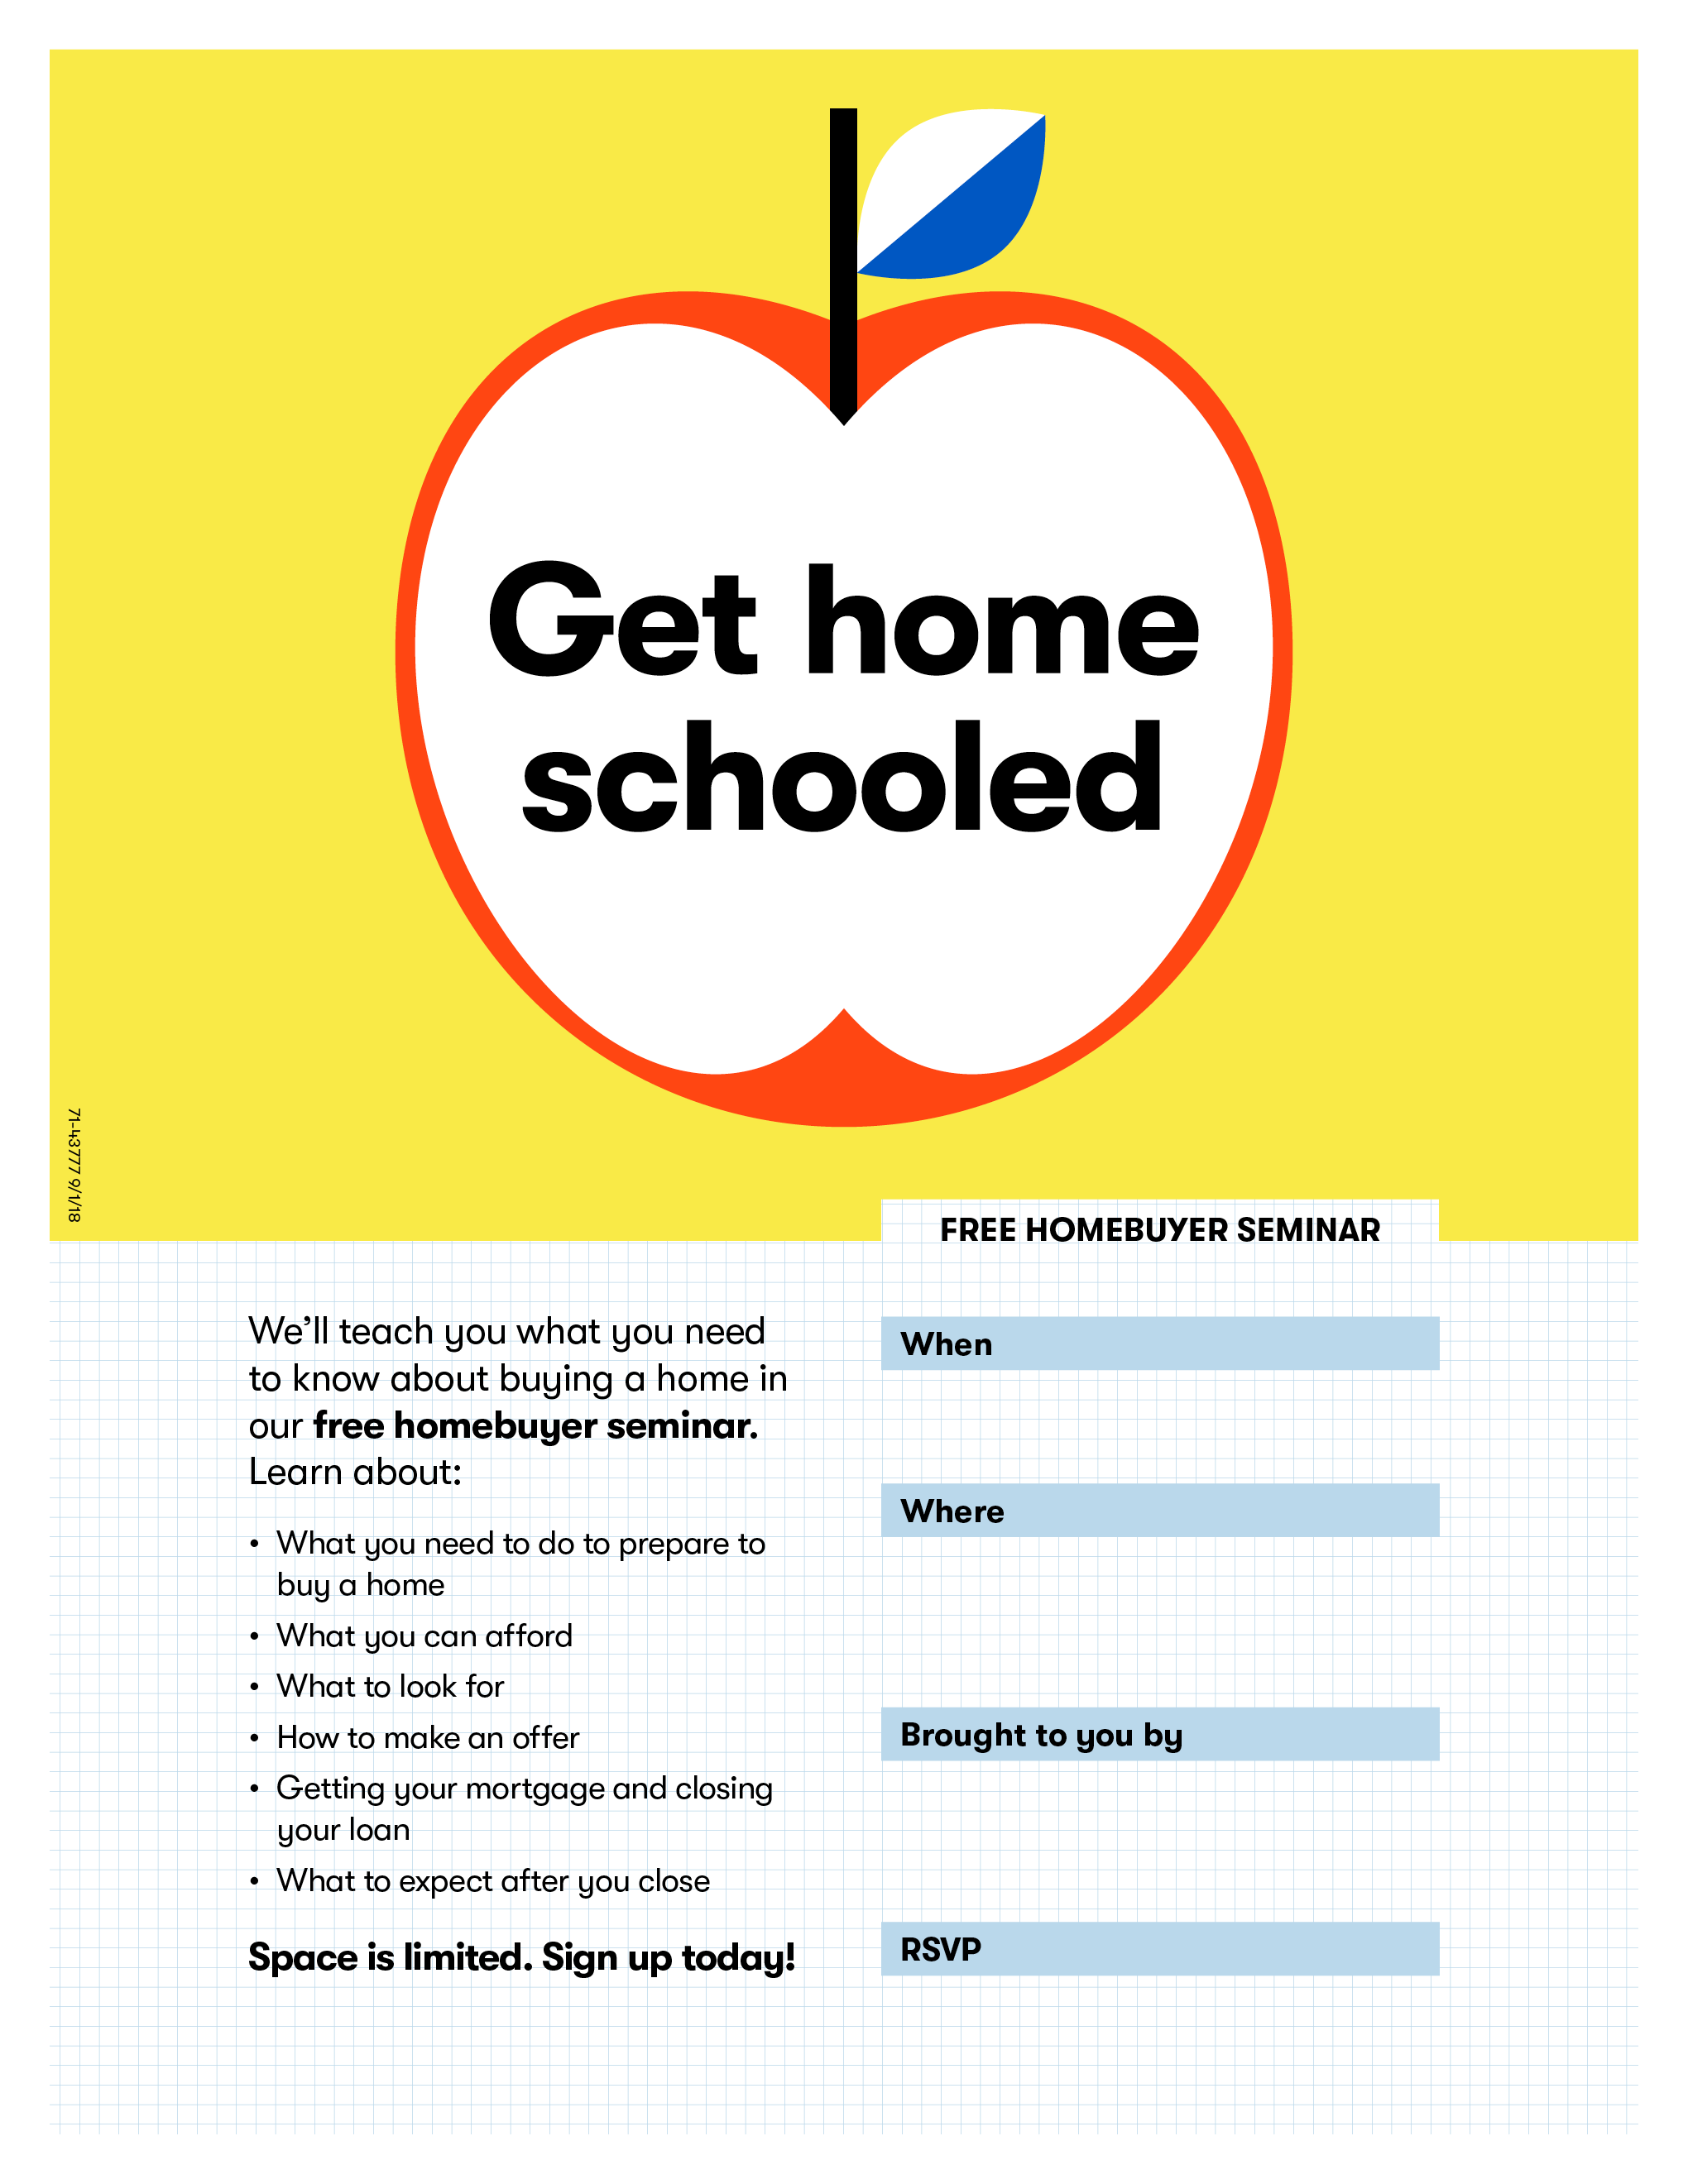 Get home
schooled
71-43777 9/1/18
FREE HOMEBUYER SEMINAR
We’ll teach you what you need
to know about buying a home in
our free homebuyer seminar.
Learn about:
• What you need to do to prepare to
buy a home
• What you can afford
• What to look for
• How to make an offer
• Getting your mortgage and closing
your loan
• What to expect after you close
Space is limited. Sign up today!
When
Where
Brought to you by
RSVP